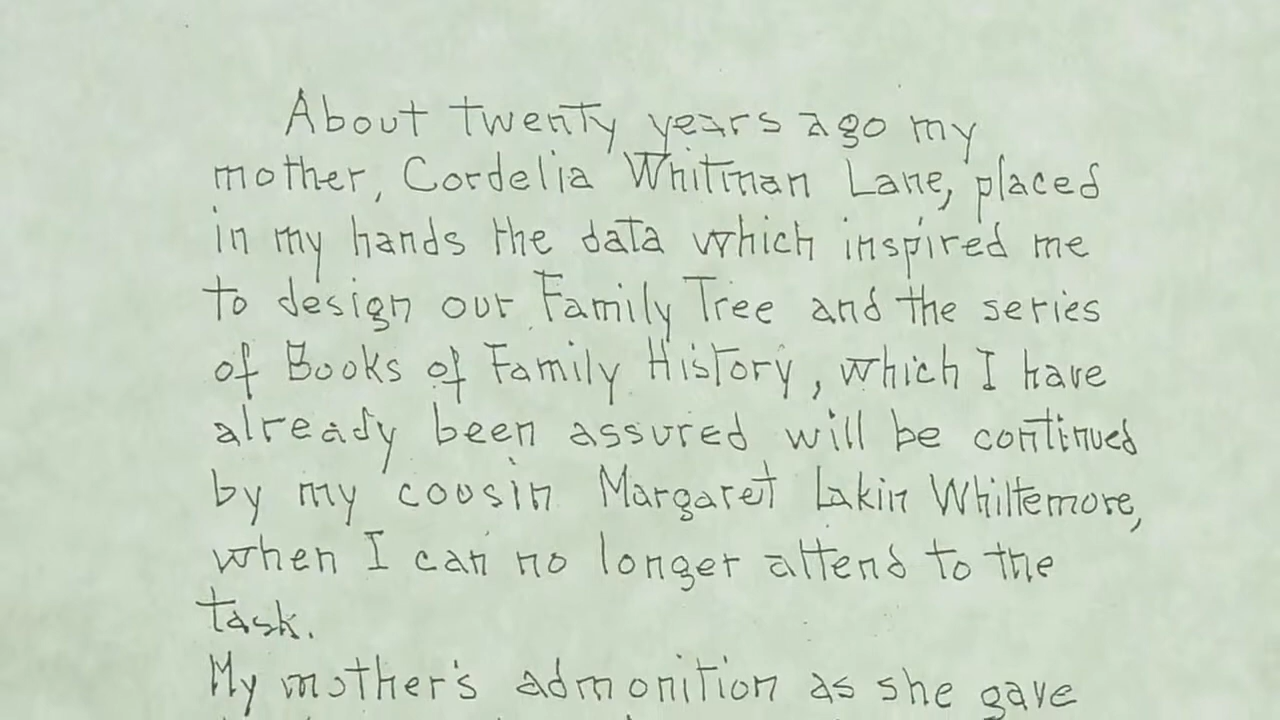 About twenty years ago my
mother, Cordelia Whitman Lane, placed
in my hands the data which inspired me
to design our Family Tree and the series
of Books of Family History, which I have
already been assured will be continued
by my cousin Margaret Lakin Whittemore,
when I can no longer attend to the
task.
My mother's admonition as she gave